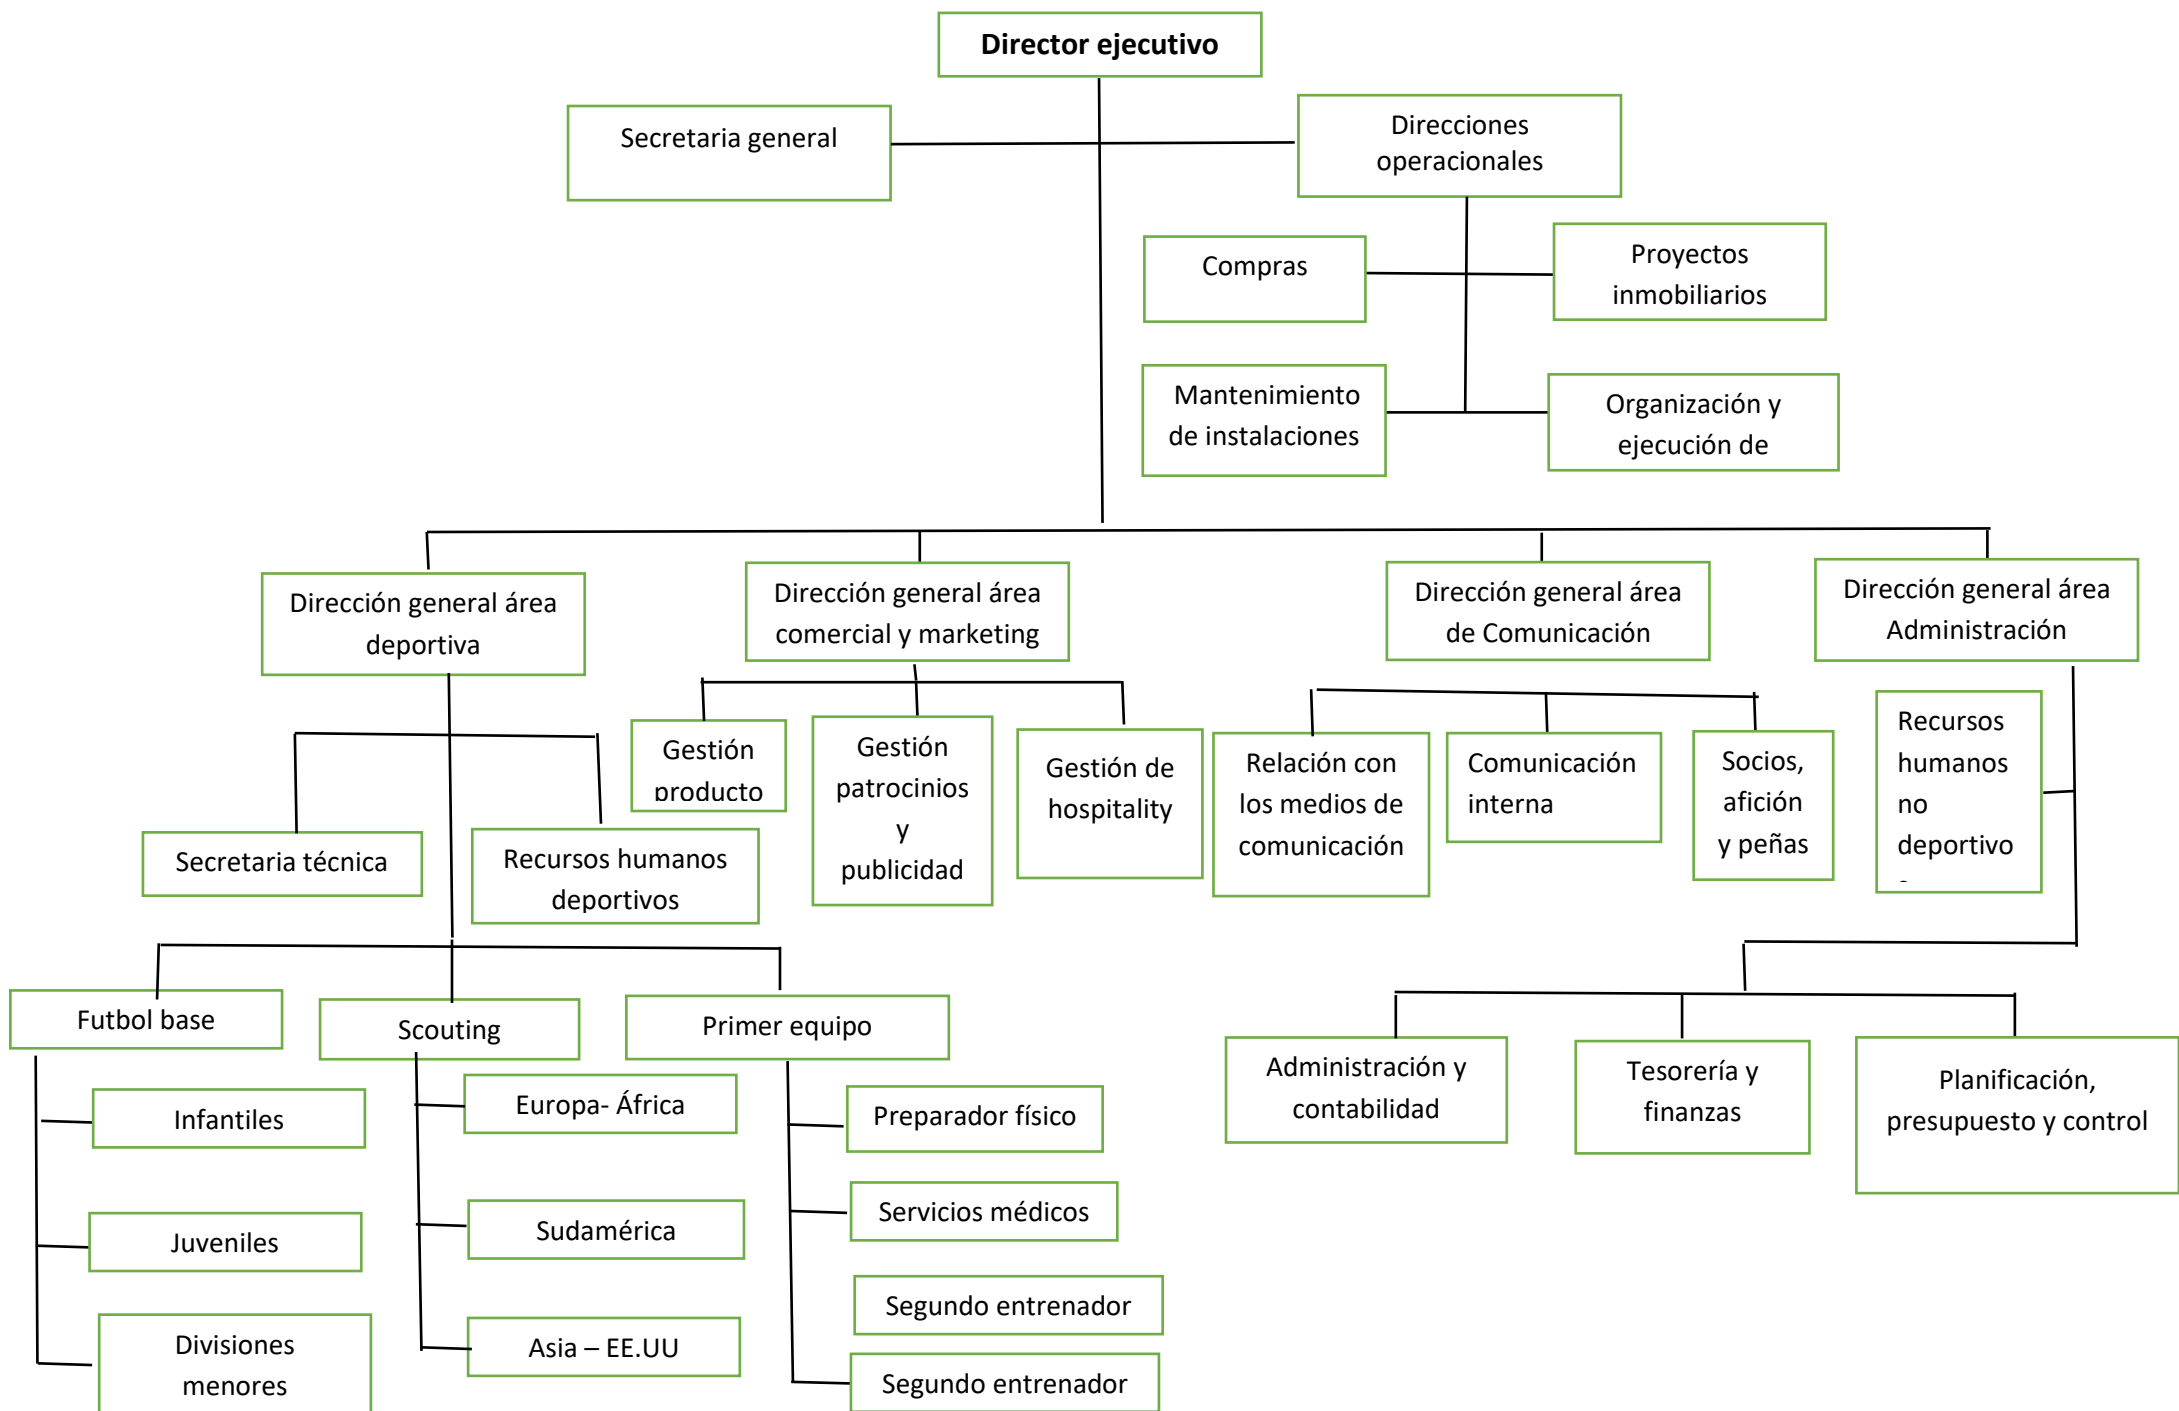 Director ejecutivo
Secretaria general
Direcciones
operacionales
Compras
Proyectos
inmobiliarios
Mantenimiento
de instalaciones
Organización y
ejecución de
Dirección general área
deportiva
Dirección general área
comercial y marketing
Dirección general área
de Comunicación
Dirección general área
Administración
Gestión
producto
Gestión
patrocinios
y
publicidad
Gestión de
hospitality
Relación con
los medios de
comunicación
Comunicación
interna
Socios,
afición
y peñas
Recursos
humanos
no
deportivo
Secretaria técnica
Recursos humanos
deportivos
Futbol base
Scouting
Primer equipo
Infantiles
Juveniles
Divisiones
menores
Europa- África
Sudamérica
Asia – EE.UU
Preparador físico
Servicios médicos
Segundo entrenador
Segundo entrenador
Administración y
contabilidad
Tesorería y
finanzas
Planificación,
presupuesto y control